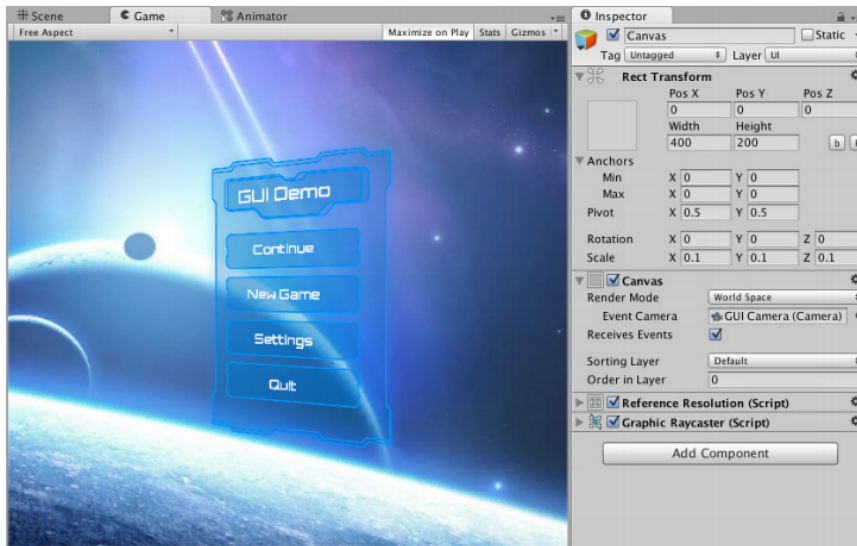 Scene Game Animator
Free Aspect Maximize on Play Stats Gizmos
GUI Demo
Continue
New Game
Settings
Quit
Inspector
Canvas Static
Tag Untagged Layer UI
Rect Transform
Pos X Pos Y Pos Z
0 0 0
Width Height
400 200 b
Anchors
Min X 0 Y 0
Max X 0 Y 0
Pivot X 0.5 Y 0.5
Rotation X 0 Y 0 Z 0
Scale X 0.1 Y 0.1 Z 0.1
Canvas
Render Mode World Space
Event Camera GUI Camera (Camera)
Receives Events
Sorting Layer Default
Order in Layer 0
Reference Resolution (Script)
Graphic Raycaster (Script)
Add Component